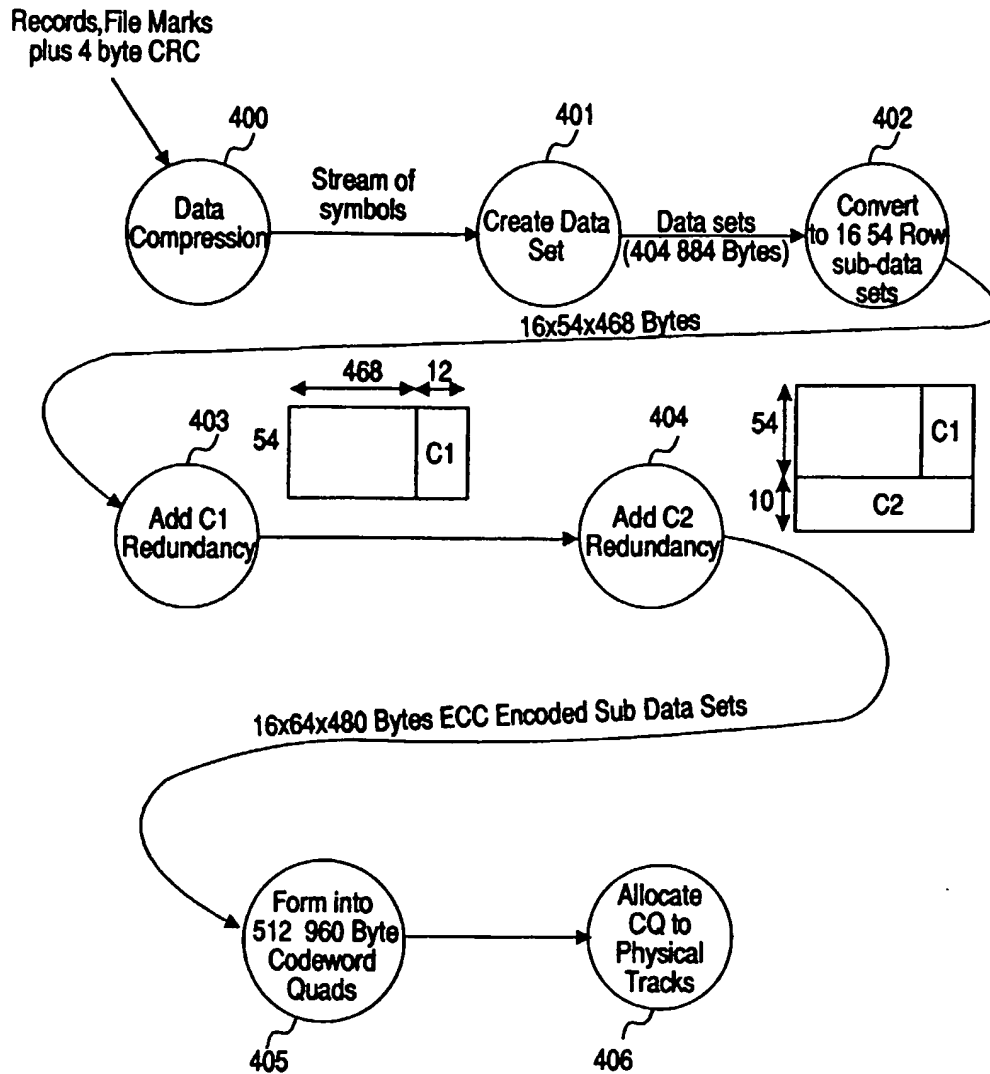 Records,File Marks
plus 4 byte CRC
400
401
402
Data
Compression
Stream of
symbols
Create Data
Set
Data sets
(404 884 Bytes)
Convert
to 16 54 Row
sub-data
sets
16x54x468 Bytes
468
12
54
C1
403
404
54
C1
10
C2
Add C1
Redundancy
Add C2
Redundancy
16x64x480 Bytes ECC Encoded Sub Data Sets
Form into
512 960 Byte
Codeword
Quads
Allocate
CQ to
Physical
Tracks
405
406